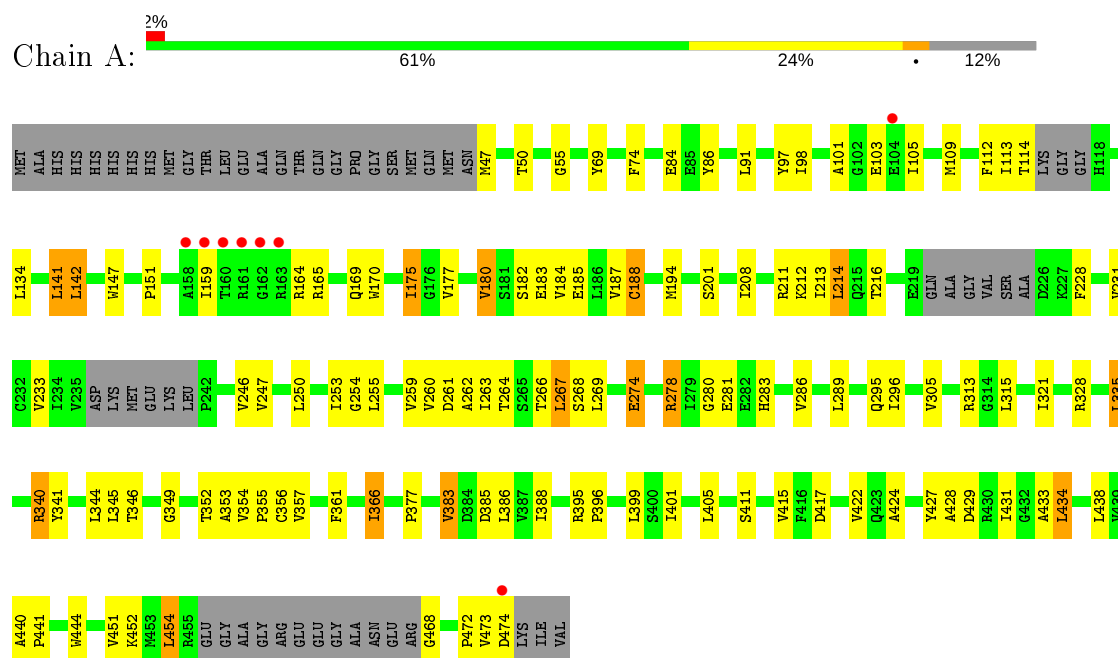 2%
Chain A:
61% 24% • 12%
MET ALA HIS HIS HIS HIS HIS HIS MET GLY THR LEU GLU ALA GLN THR GLN GLY PRO GLY SER MET GLN MET ASN M47 T50 G55 Y69 F74 E84 E85 Y86 L91 Y97 I98 A101 G102 E103 E104 I105 M109 F112 I113 T114 LYS GLY GLY H118
L134 L141 L142 W147 P151 A158 I159 T160 R161 G162 R163 R164 R165 Q169 W170 I175 G176 V177 V180 S181 S182 E183 V184 E185 L186 V187 C188 M194 S201 I208 R211 K212 I213 L214 Q215 T216 E219 GLN ALA GLY VAL SER ALA D226 K227 F228
C232 V233 I234 V235 ASP LYS MET GLU LYS LEU P242 V246 V247 L250 I253 G254 L255 V259 V260 D261 A262 I263 T264 S265 T266 L267 S268 L269 E274 R278 I279 G280 E281 E282 H283 V286 L289 Q295 I296 V305 R313 G314 L315 I321 R328 L335
R340 Y341 L344 L345 T346 G349 T352 A353 V354 P355 C356 V357 F361 I366 P377 V383 D384 D385 L386 V387 I388 R395 P396 L399 S400 I401 L405 S411 V415 F416 D417 V422 Q423 A424 Y427 A428 D429 R430 I431 G432 A433 L434 L438
A440 P441 W444 V451 K452 M453 L454 R455 GLU GLY ALA GLY ARG GLU GLU GLY ALA ASN GLU ARG G468 P472 V473 D474 LYS ILE VAL